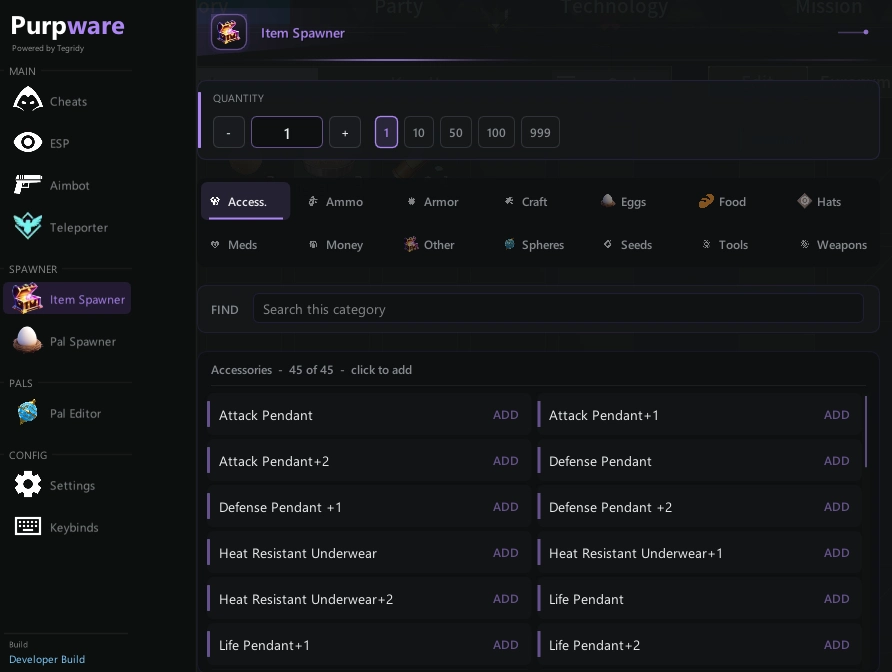 Party Technology Mission
Purpware
Powered by Tegridy
Item Spawner
MAIN
Cheats
ESP
Aimbot
Teleporter
SPAWNER
Item Spawner
Pal Spawner
PALS
Pal Editor
CONFIG
Settings
Keybinds
Build
Developer Build
QUANTITY
- 1 + 1 10 50 100 999
Access. Ammo Armor Craft Eggs Food Hats
Meds Money Other Spheres Seeds Tools Weapons
FIND Search this category
Accessories - 45 of 45 - click to add
Attack Pendant ADD Attack Pendant+1 ADD
Attack Pendant+2 ADD Defense Pendant ADD
Defense Pendant +1 ADD Defense Pendant +2 ADD
Heat Resistant Underwear ADD Heat Resistant Underwear+1 ADD
Heat Resistant Underwear+2 ADD Life Pendant ADD
Life Pendant+1 ADD Life Pendant+2 ADD